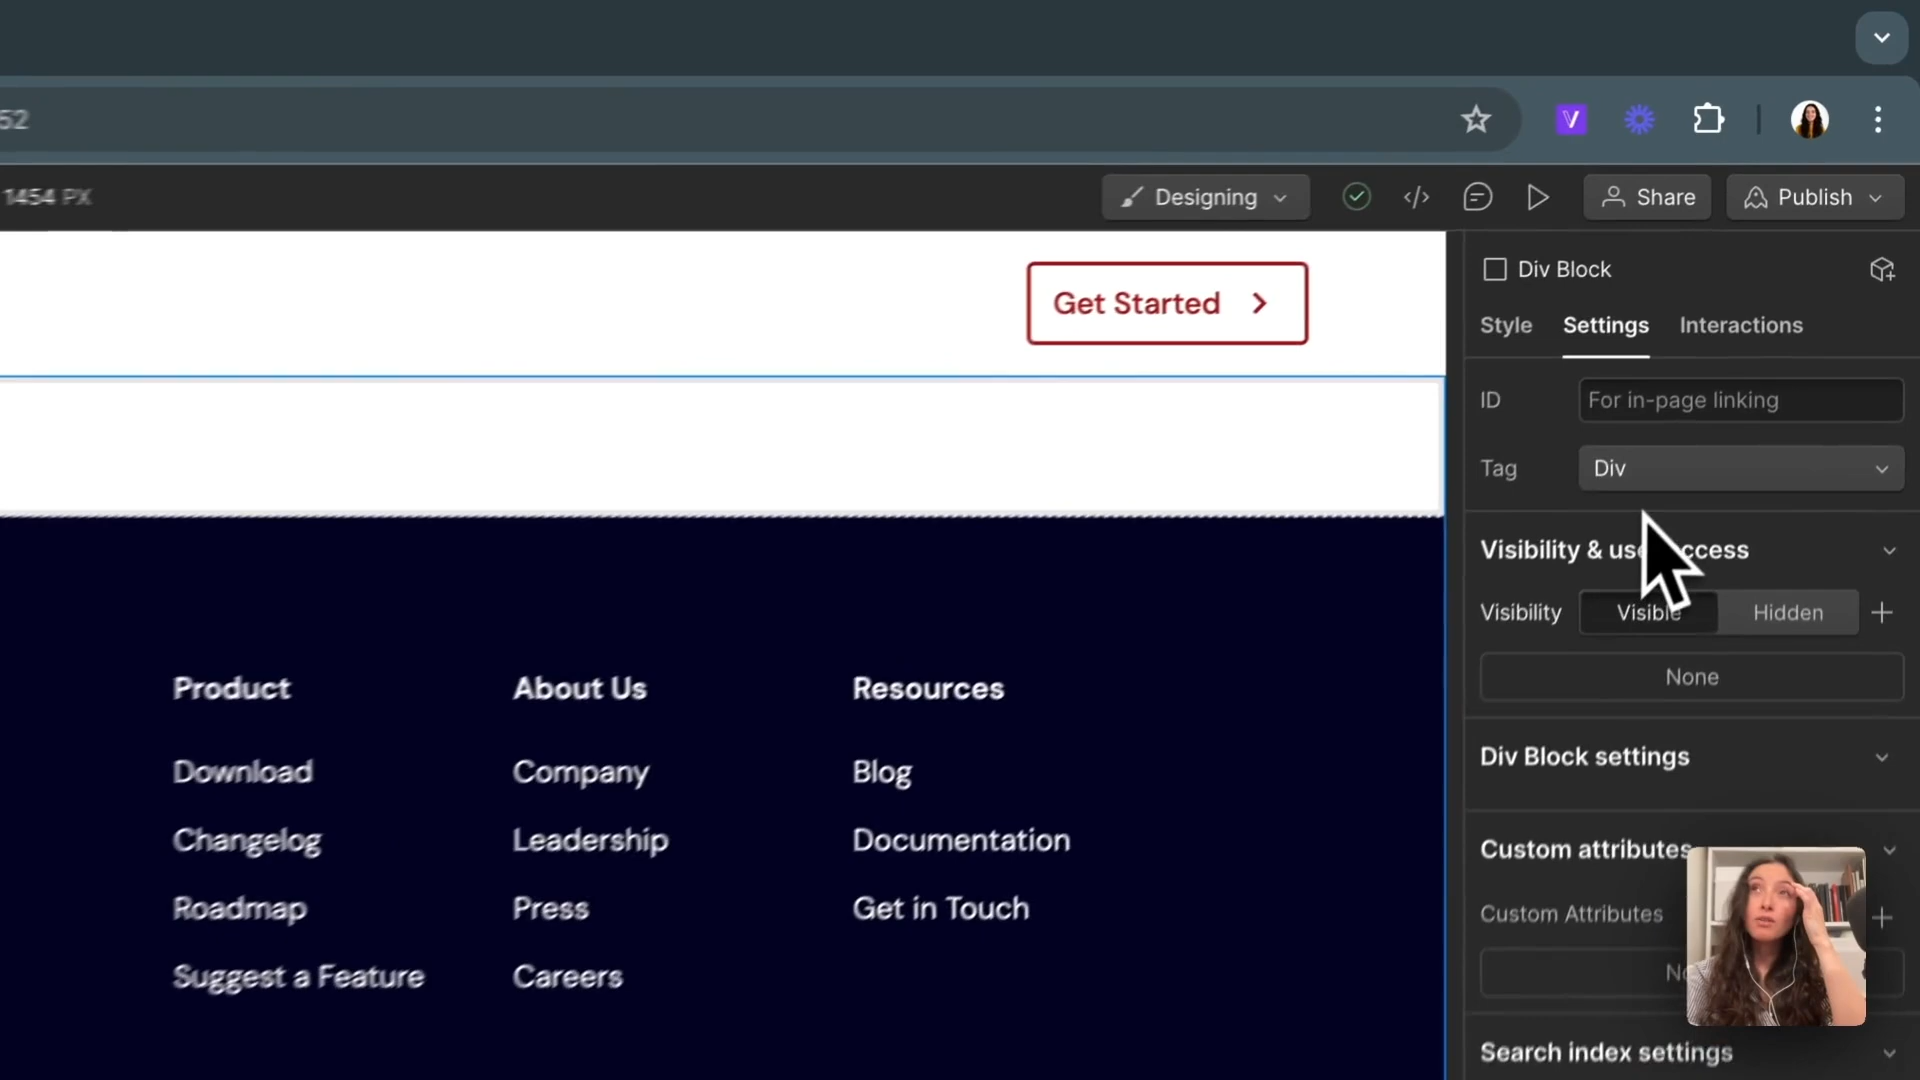 52
1454 PX
Designing
Share
Publish
Get Started
Div Block
Style
Settings
Interactions
ID
For in-page linking
Tag
Div
Visibility &
Visibility
Visible
Hidden
None
Div Block settings
Custom attributes
Custom Attributes
Search index settings
Product
About Us
Resources
Download
Company
Blog
Changelog
Leadership
Documentation
Roadmap
Press
Get in Touch
Suggest a Feature
Careers